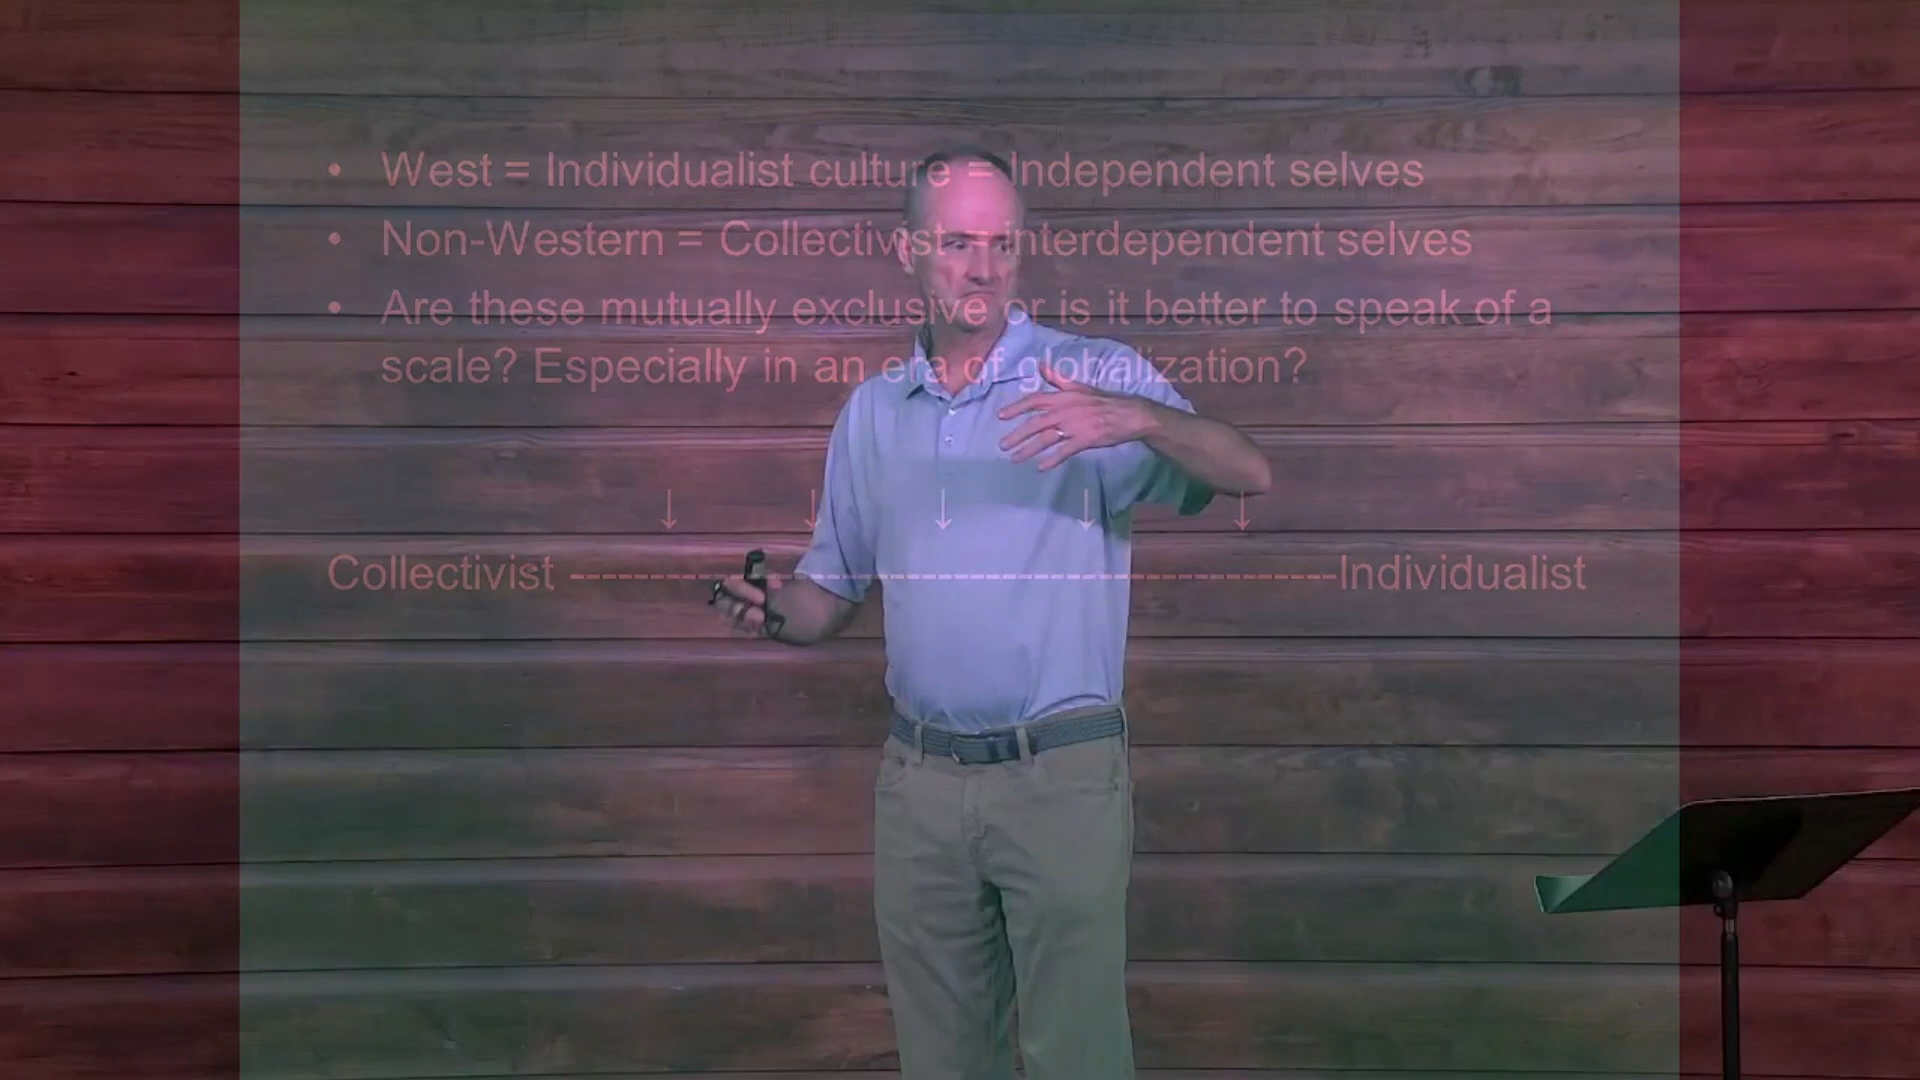 • West = Individualist culture = Independent selves
• Non-Western = Collectivist = interdependent selves
• Are these mutually exclusive or is it better to speak of a
scale? Especially in an era of globalization?
↓ ↓ ↓ ↓ ↓
Collectivist ------------------------------------------------Individualist